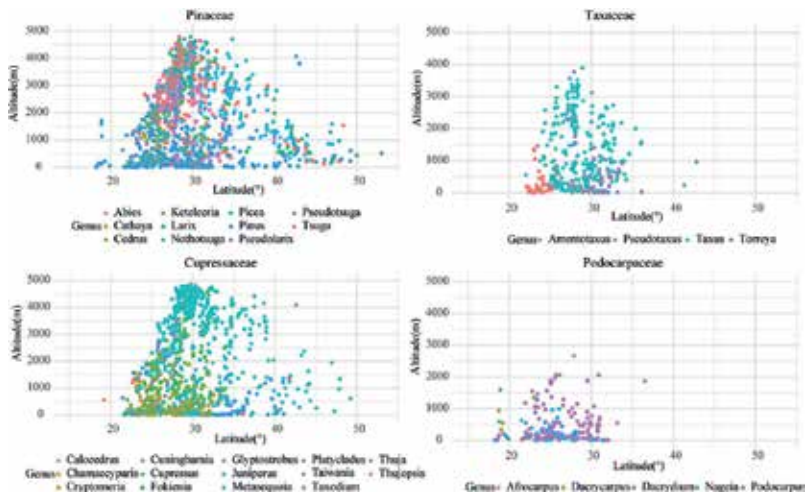 Pinaceae
5000
4000
3000
2000
1000
0
Altitude(m)
20 30 40 50
Latitude(°)
Abies Keteleeria Picea Pseudotsuga
Genus Cathaya Larix Pinus Tsuga
Cedrus Nothotsuga Pseudolarix
Taxaceae
5000
4000
3000
2000
1000
0
Altitude(m)
20 30 40 50
Latitude(°)
Genus Amentotaxus Pseudotaxus Taxus Torreya
Cupressaceae
5000
4000
3000
2000
1000
0
Altitude(m)
20 30 40 50
Latitude(°)
Calocedrus Cuninghamia Glyptostrobus Platycladus Thuja
Genus Chamaecyparis Cupressus Juniperus Taiwania Thujopsis
Cryptomeria Fokienia Metasequoia Taxodium
Podocarpaceae
5000
4000
3000
2000
1000
0
Altitude(m)
20 30 40 50
Latitude(°)
Genus Afrocarpus Dacrycarpus Dacrydium Nageia Podocarpus